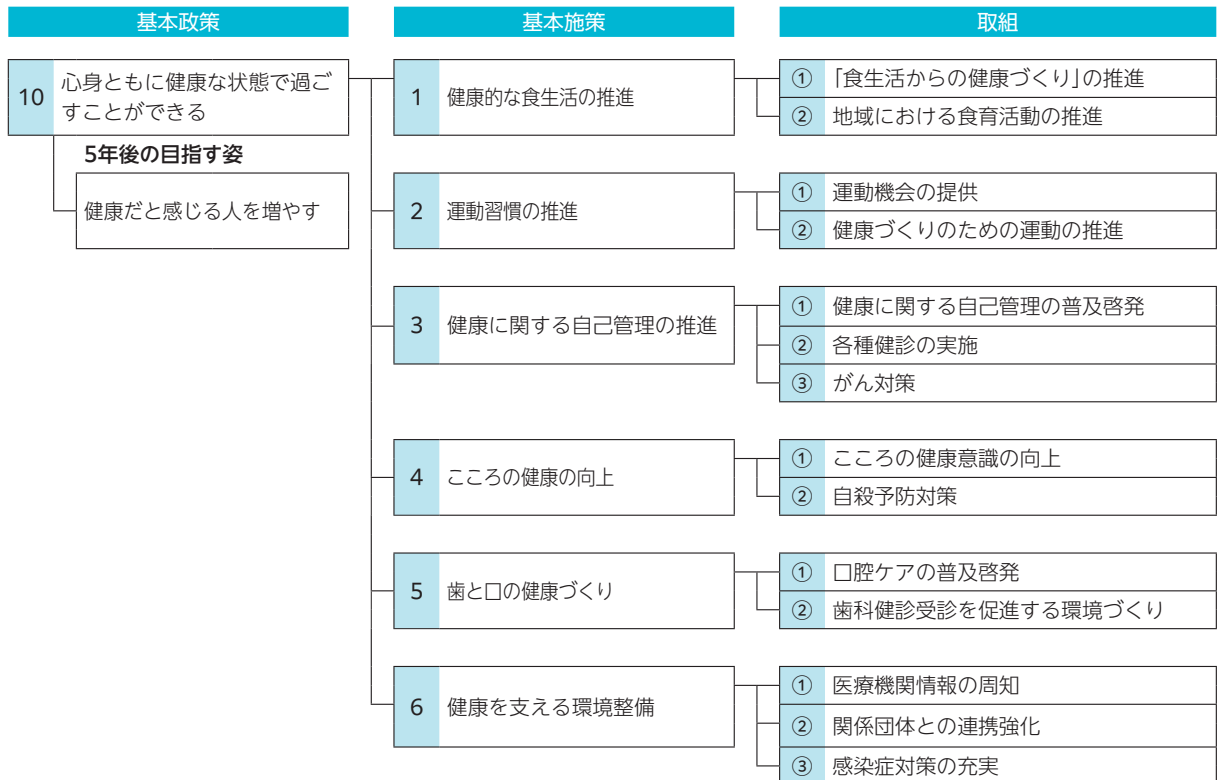 基本政策
基本施策
取組
10 心身ともに健康な状態で過ご
すことができる
5年後の目指す姿
健康だと感じる人を増やす
1 健康的な食生活の推進
① 「食生活からの健康づくり」の推進
② 地域における食育活動の推進
2 運動習慣の推進
① 運動機会の提供
② 健康づくりのための運動の推進
3 健康に関する自己管理の推進
① 健康に関する自己管理の普及啓発
② 各種健診の実施
③ がん対策
4 こころの健康の向上
① こころの健康意識の向上
② 自殺予防対策
5 歯と口の健康づくり
① 口腔ケアの普及啓発
② 歯科健診受診を促進する環境づくり
6 健康を支える環境整備
① 医療機関情報の周知
② 関係団体との連携強化
③ 感染症対策の充実